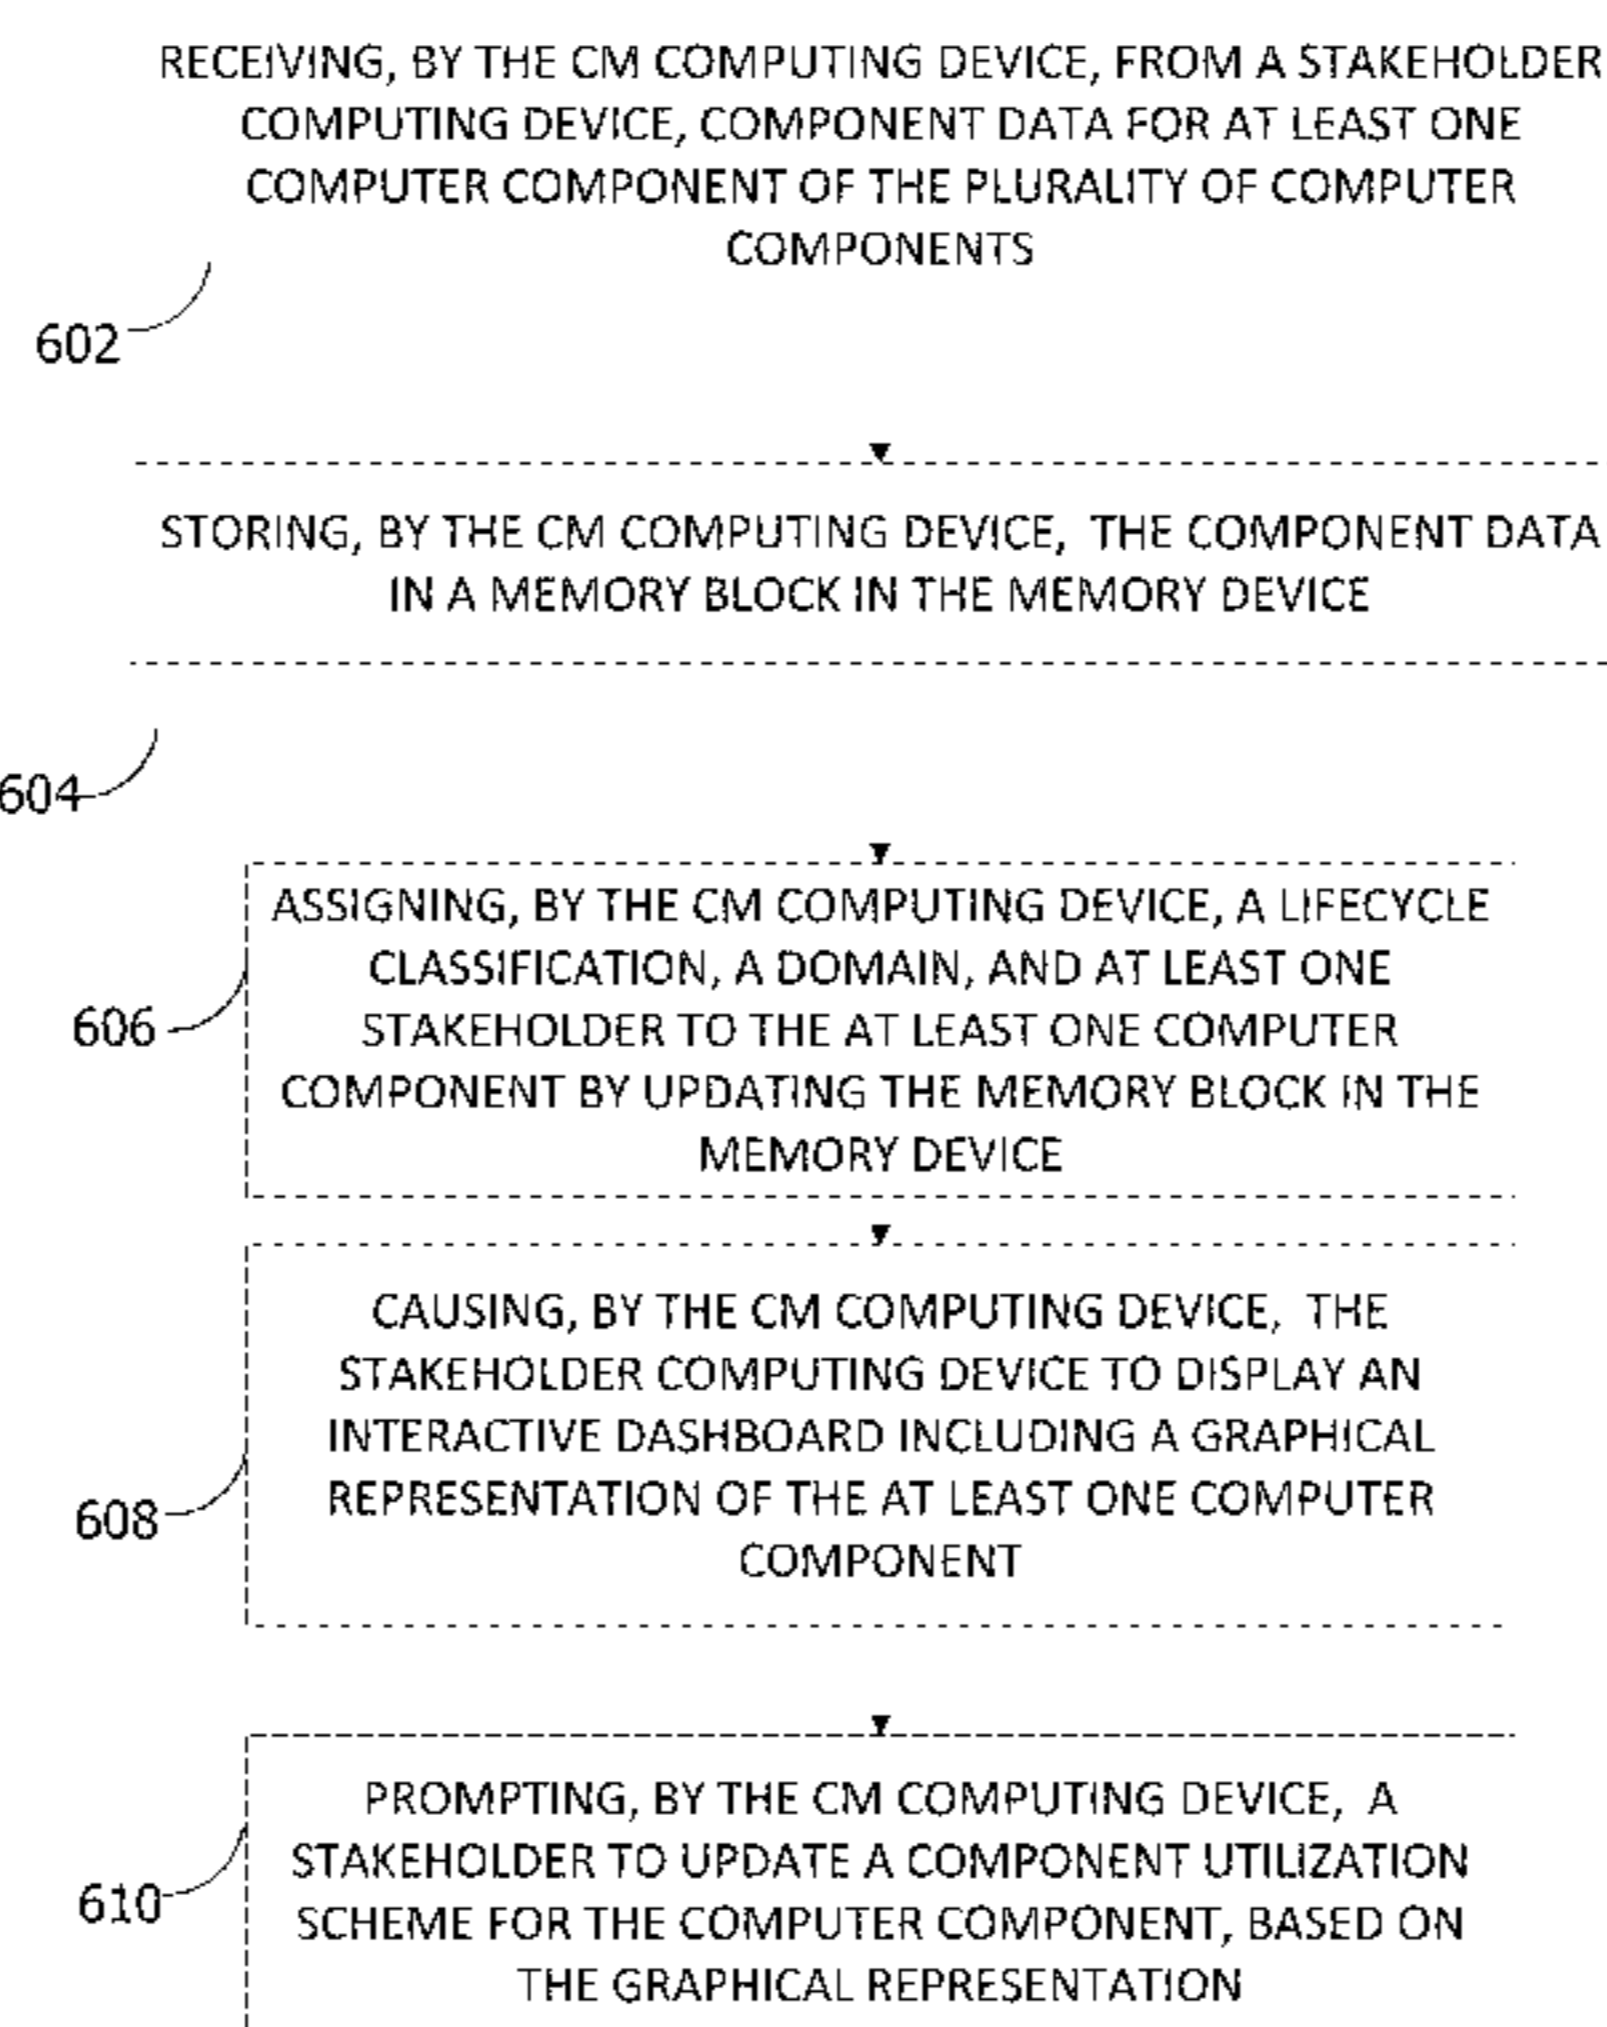 RECEIVING, BY THE CM COMPUTING DEVICE, FROM A STAKEHOLDER
COMPUTING DEVICE, COMPONENT DATA FOR AT LEAST ONE
COMPUTER COMPONENT OF THE PLURALITY OF COMPUTER
COMPONENTS
602
STORING, BY THE CM COMPUTING DEVICE, THE COMPONENT DATA
IN A MEMORY BLOCK IN THE MEMORY DEVICE
604
ASSIGNING, BY THE CM COMPUTING DEVICE, A LIFECYCLE
CLASSIFICATION, A DOMAIN, AND AT LEAST ONE
STAKEHOLDER TO THE AT LEAST ONE COMPUTER
COMPONENT BY UPDATING THE MEMORY BLOCK IN THE
MEMORY DEVICE
606
CAUSING, BY THE CM COMPUTING DEVICE, THE
STAKEHOLDER COMPUTING DEVICE TO DISPLAY AN
INTERACTIVE DASHBOARD INCLUDING A GRAPHICAL
REPRESENTATION OF THE AT LEAST ONE COMPUTER
COMPONENT
608
PROMPTING, BY THE CM COMPUTING DEVICE, A
STAKEHOLDER TO UPDATE A COMPONENT UTILIZATION
SCHEME FOR THE COMPUTER COMPONENT, BASED ON
THE GRAPHICAL REPRESENTATION
610